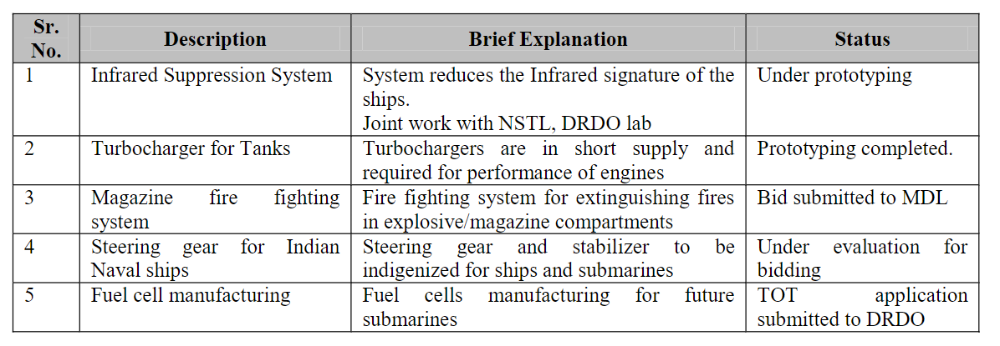 Sr. No. Description Brief Explanation Status
1 Infrared Suppression System System reduces the Infrared signature of the Under prototyping
ships.
Joint work with NSTL, DRDO lab
2 Turbocharger for Tanks Turbochargers are in short supply and Prototyping completed.
required for performance of engines
3 Magazine fire fighting Fire fighting system for extinguishing fires Bid submitted to MDL
system in explosive/magazine compartments
4 Steering gear for Indian Steering gear and stabilizer to be Under evaluation for
Naval ships indigenized for ships and submarines bidding
5 Fuel cell manufacturing Fuel cells manufacturing for future TOT application
submarines submitted to DRDO